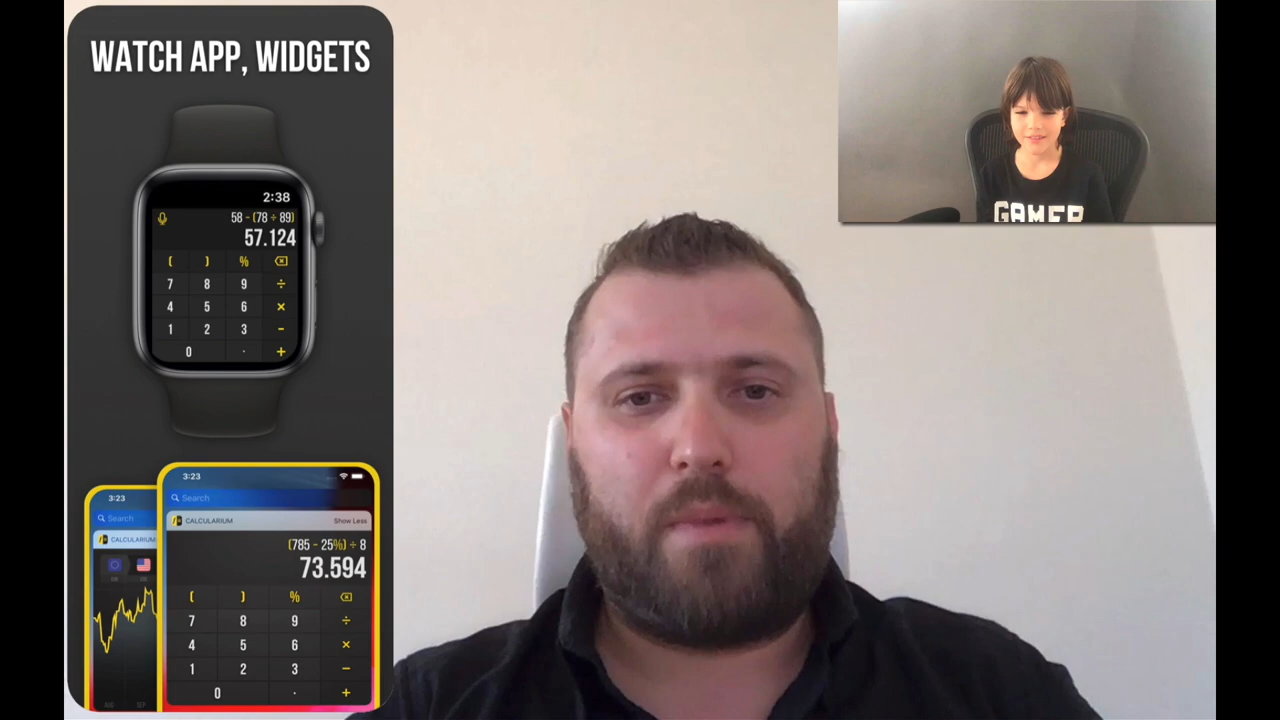 WATCH APP, WIDGETS
2:38
58 - (78 ÷ 89)
57.124
( ) %
7 8 9 ÷
4 5 6 ×
1 2 3 -
0 . +
3:23
Search
CALCULARIUM
AUG SEP
3:23
Search
CALCULARIUM Show Less
(785 - 25%) ÷ 8
73.594
( ) %
7 8 9 ÷
4 5 6 ×
1 2 3 -
0 . +
GAMER